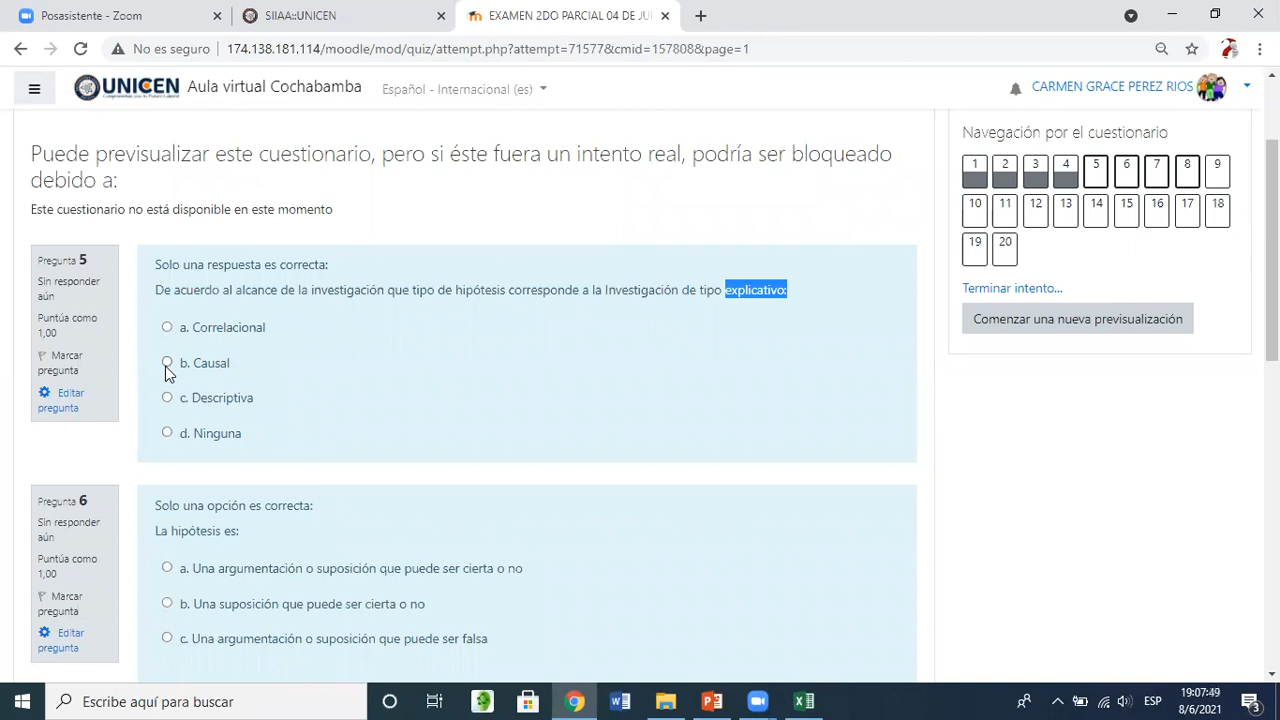 Posasistente - Zoom
SIIAA::UNICEN
EXAMEN 2DO PARCIAL 04 DE JU
No es seguro
174.138.181.114/moodle/mod/quiz/attempt.php?attempt=71577&cmid=157808&page=1
UNICEN
Aula virtual Cochabamba
Español - Internacional (es)
CARMEN GRACE PEREZ RIOS
Puede previsualizar este cuestionario, pero si éste fuera un intento real, podría ser bloqueado
debido a:
Este cuestionario no está disponible en este momento
Pregunta 5
Sin responder
aún
Puntúa como
1,00
Marcar
pregunta
Editar
pregunta
Solo una respuesta es correcta:
De acuerdo al alcance de la investigación que tipo de hipótesis corresponde a la Investigación de tipo explicativo:
a. Correlacional
b. Causal
c. Descriptiva
d. Ninguna
Pregunta 6
Sin responder
aún
Puntúa como
1,00
Marcar
pregunta
Editar
pregunta
Solo una opción es correcta:
La hipótesis es:
a. Una argumentación o suposición que puede ser cierta o no
b. Una suposición que puede ser cierta o no
c. Una argumentación o suposición que puede ser falsa
Navegación por el cuestionario
1 2 3 4 5 6 7 8 9
10 11 12 13 14 15 16 17 18
19 20
Terminar intento...
Comenzar una nueva previsualización
Escribe aquí para buscar
ESP
19:07:49
8/6/2021
3